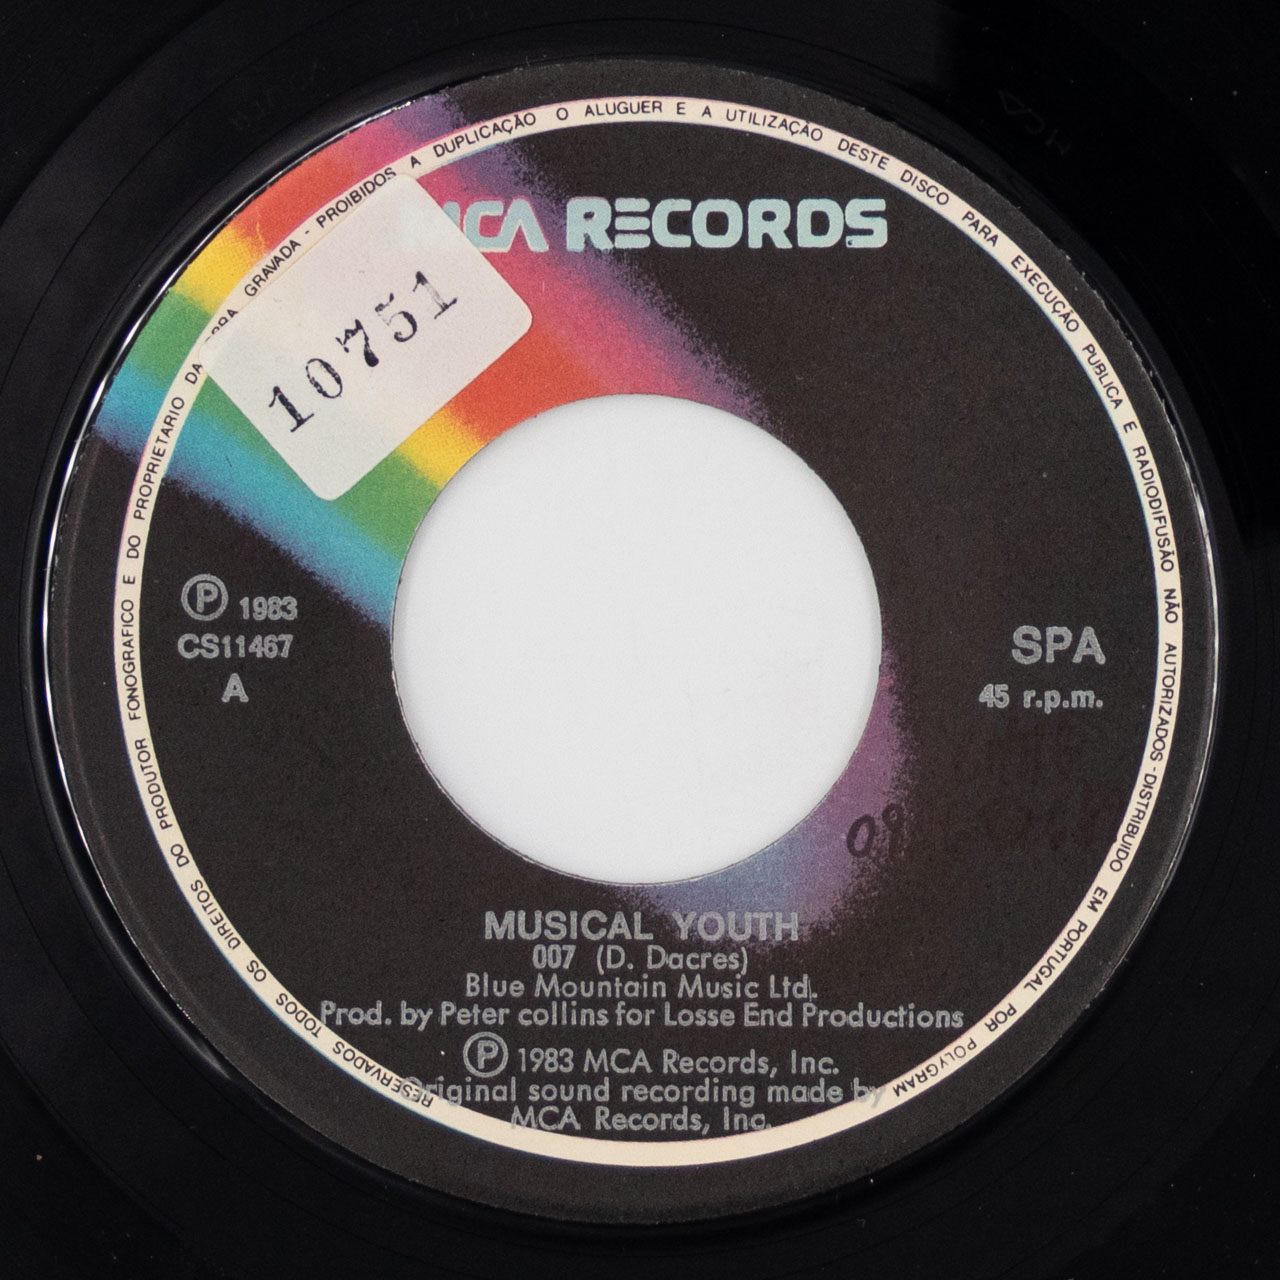 RESERVADOS TODOS OS DIREITOS DO PRODUTOR FONOGRAFICO E DO PROPRIETARIO DA GRAVADA - PROIBIDOS A DUPLICAÇÃO O ALUGUER E A UTILIZAÇÃO DESTE DISCO PARA EXECUÇÃO PUBLICA E RADIODIFUSÃO NÃO AUTORIZADOS - DISTRIBUIDO EM PORTUGAL POR POLYGRAM
MCA RECORDS
10751
Ⓟ 1983
CS11467
A
SPA
45 r.p.m.
MUSICAL YOUTH
007 (D. Dacres)
Blue Mountain Music Ltd.
Prod. by Peter collins for Losse End Productions
Ⓟ 1983 MCA Records, Inc.
Original sound recording made by
MCA Records, Inc.